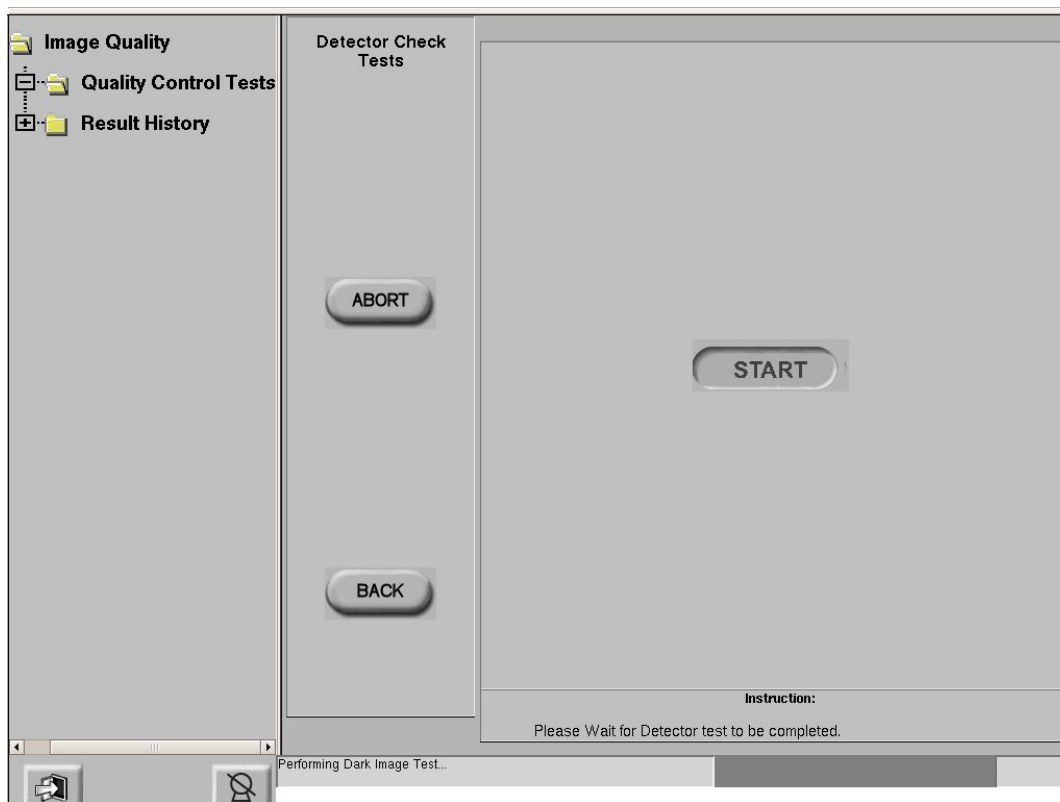 Image Quality
Quality Control Tests
Result History
Detector Check
Tests
ABORT
BACK
START
Instruction:
Please Wait for Detector test to be completed.
Performing Dark Image Test...